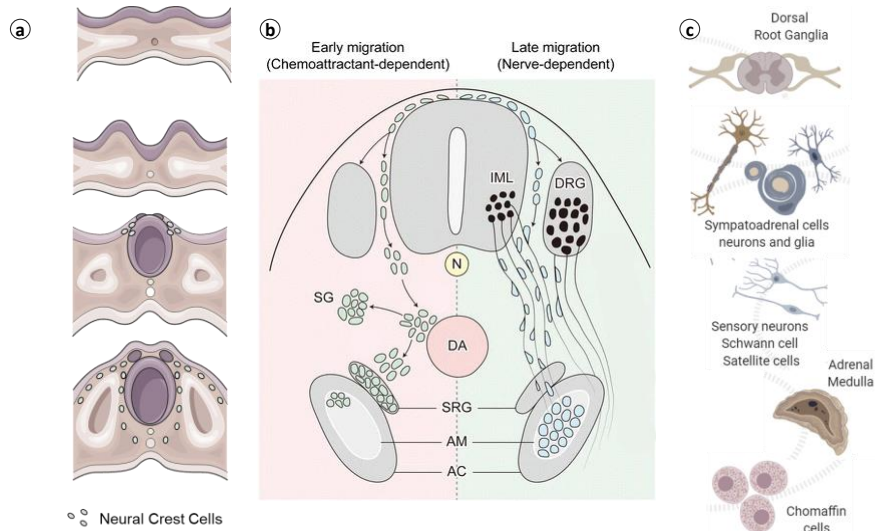 a
Neural Crest Cells
b
Early migration
(Chemoattractant-dependent)
Late migration
(Nerve-dependent)
IML
DRG
N
SG
DA
SRG
AM
AC
c
Dorsal
Root Ganglia
Sympatoadrenal cells
neurons and glia
Sensory neurons
Schwann cell
Satellite cells
Adrenal
Medulla
Chomaffin
cells